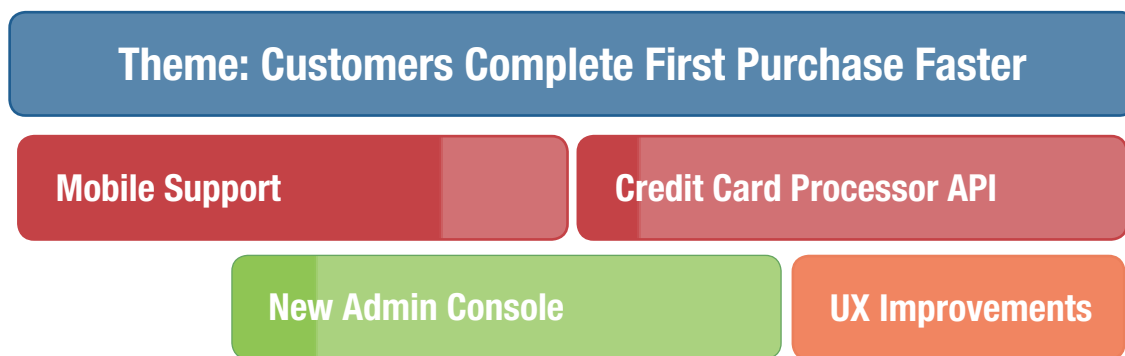 Theme: Customers Complete First Purchase Faster
Mobile Support
Credit Card Processor API
New Admin Console
UX Improvements